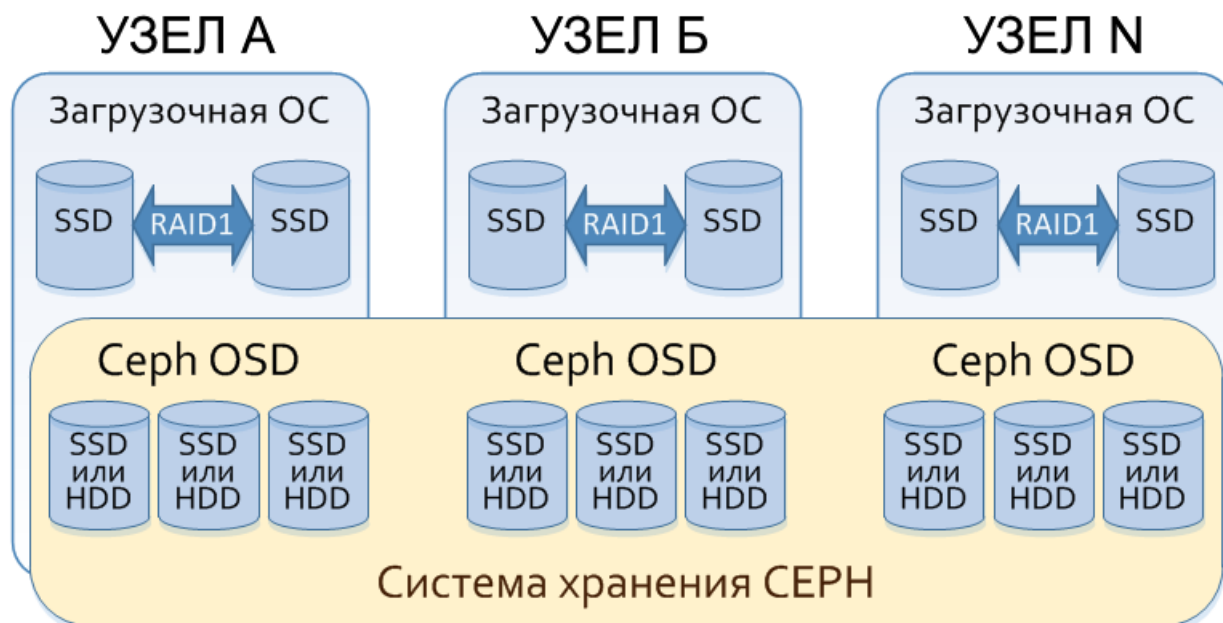 УЗЕЛ А
УЗЕЛ Б
УЗЕЛ N
Загрузочная ОС
Загрузочная ОС
Загрузочная ОС
SSD
RAID1
SSD
SSD
RAID1
SSD
SSD
RAID1
SSD
Ceph OSD
Ceph OSD
Ceph OSD
SSD
или
HDD
SSD
или
HDD
SSD
или
HDD
SSD
или
HDD
SSD
или
HDD
SSD
или
HDD
SSD
или
HDD
SSD
или
HDD
SSD
или
HDD
Система хранения CEPH